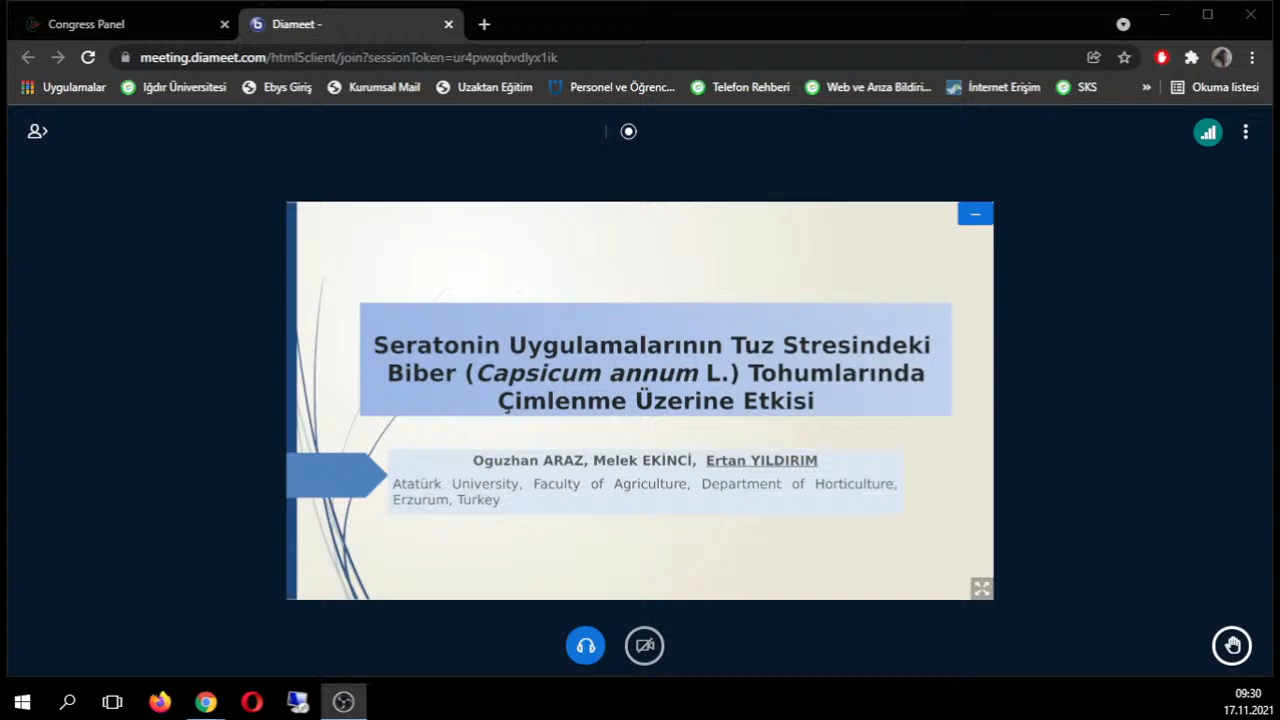 Congress Panel
Diameet -
meeting.diameet.com/html5client/join?sessionToken=ur4pwxqbvdlyx1ik
Uygulamalar Iğdır Üniversitesi Ebys Giriş Kurumsal Mail Uzaktan Eğitim Personel ve Öğrenc... Telefon Rehberi Web ve Arıza Bildiri... İnternet Erişim SKS » Okuma listesi
Seratonin Uygulamalarının Tuz Stresindeki
Biber (Capsicum annum L.) Tohumlarında
Çimlenme Üzerine Etkisi
Oguzhan ARAZ, Melek EKİNCİ, Ertan YILDIRIM
Atatürk University, Faculty of Agriculture, Department of Horticulture,
Erzurum, Turkey
09:30
17.11.2021